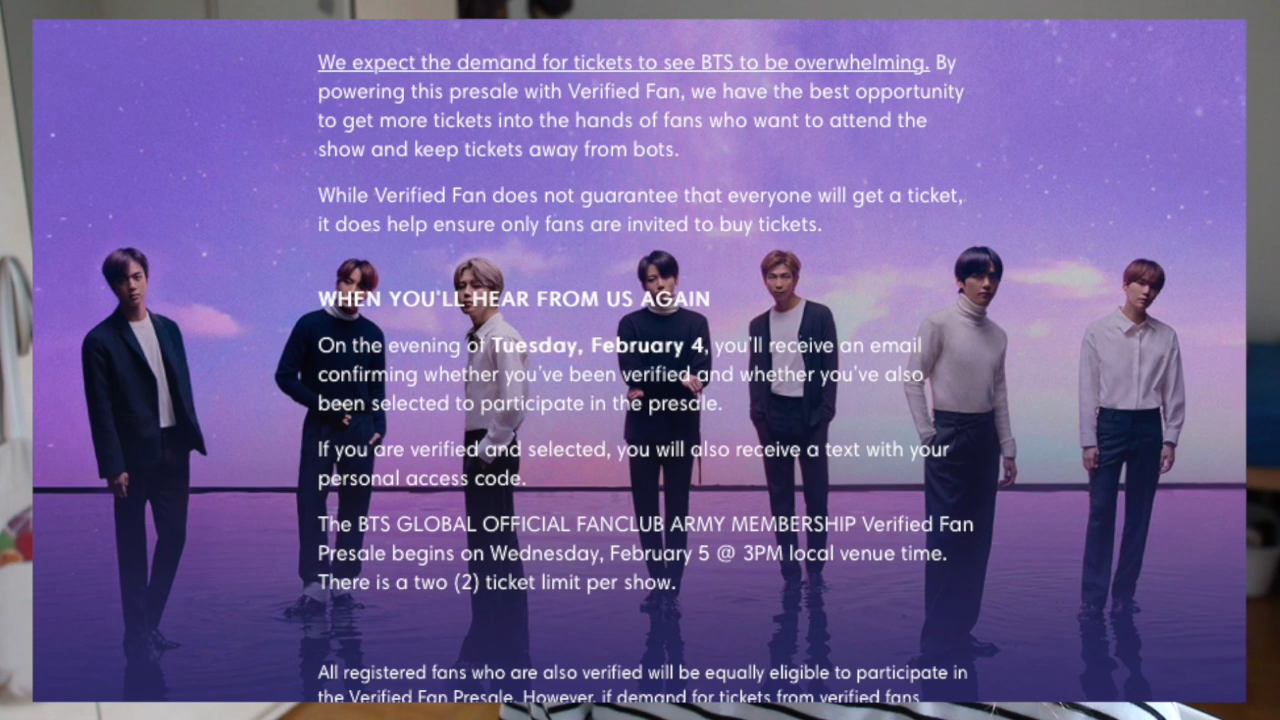 We expect the demand for tickets to see BTS to be overwhelming. By
powering this presale with Verified Fan, we have the best opportunity
to get more tickets into the hands of fans who want to attend the
show and keep tickets away from bots.
While Verified Fan does not guarantee that everyone will get a ticket,
it does help ensure only fans are invited to buy tickets.
WHEN YOU'LL HEAR FROM US AGAIN
On the evening of Tuesday, February 4, you'll receive an email
confirming whether you've been verified and whether you've also
been selected to participate in the presale.
If you are verified and selected, you will also receive a text with your
personal access code.
The BTS GLOBAL OFFICIAL FANCLUB ARMY MEMBERSHIP Verified Fan
Presale begins on Wednesday, February 5 @ 3PM local venue time.
There is a two (2) ticket limit per show.
All registered fans who are also verified will be equally eligible to participate in
the Verified Fan Presale. However, if demand for tickets from verified fans